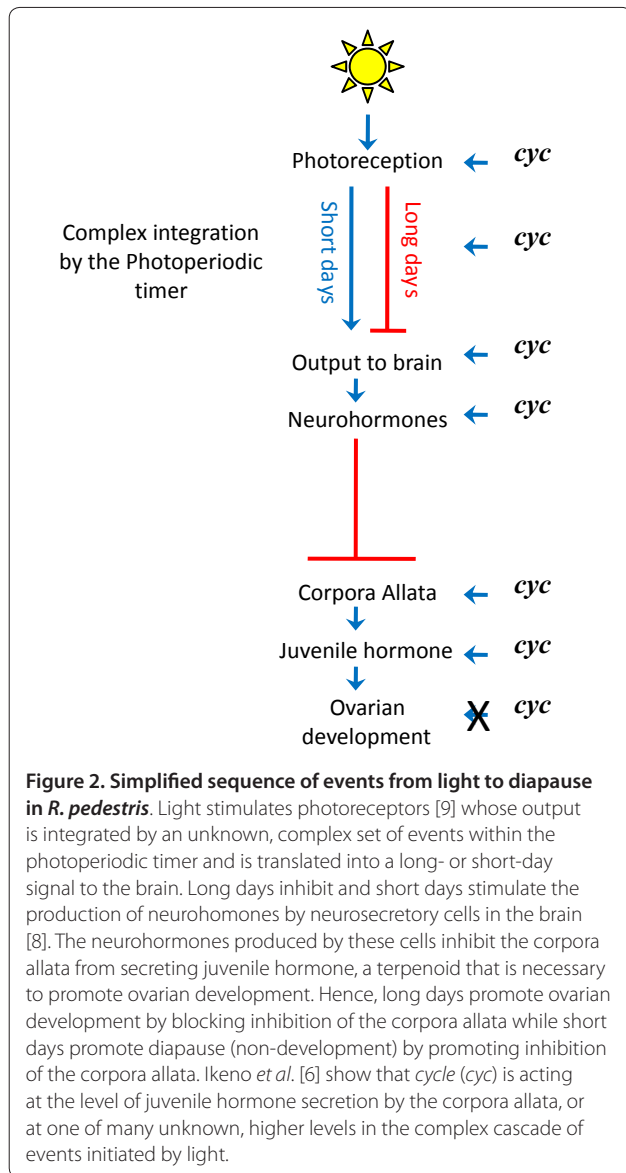 Photoreception
cyc
Short days
Long days
Complex integration
by the Photoperiodic
timer
cyc
Output to brain
cyc
Neurohormones
cyc
Corpora Allata
cyc
Juvenile hormone
cyc
Ovarian
development
X
cyc
Figure 2. Simplified sequence of events from light to diapause
in R. pedestris. Light stimulates photoreceptors [9] whose output
is integrated by an unknown, complex set of events within the
photoperiodic timer and is translated into a long- or short-day
signal to the brain. Long days inhibit and short days stimulate the
production of neurohomones by neurosecretory cells in the brain
[8]. The neurohormones produced by these cells inhibit the corpora
allata from secreting juvenile hormone, a terpenoid that is necessary
to promote ovarian development. Hence, long days promote ovarian
development by blocking inhibition of the corpora allata while short
days promote diapause (non-development) by promoting inhibition
of the corpora allata. Ikeno et al. [6] show that cycle (cyc) is acting
at the level of juvenile hormone secretion by the corpora allata, or
at one of many unknown, higher levels in the complex cascade of
events initiated by light.